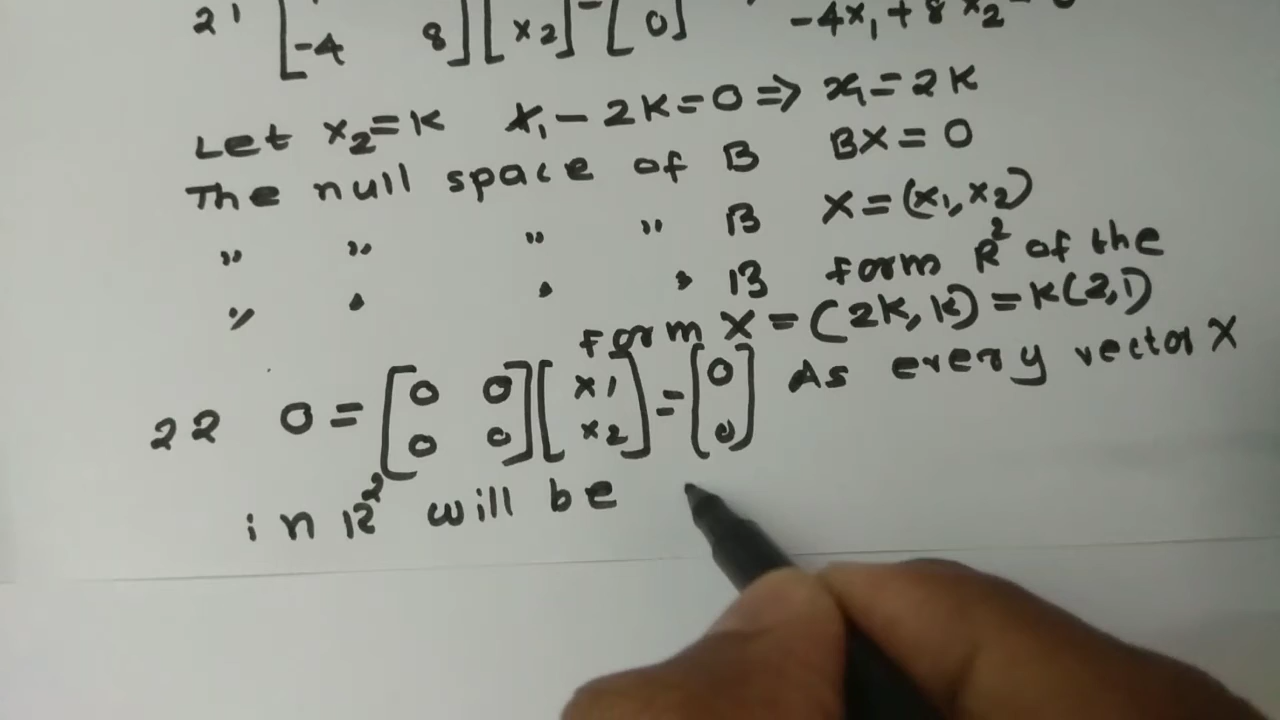 21 [-4 8] [x2] = [0] -4x1 + 8x2
Let x2 = K x1 - 2K = 0 => x1 = 2K
The null space of B BX = 0
" " " " B X = (x1, x2)
" " " " B form R² of the
form X = (2K, K) = K(2,1)
22 0 = [0 0] [x1] = [0] As every vector X
[0 0] [x2] [0]
in R² will be